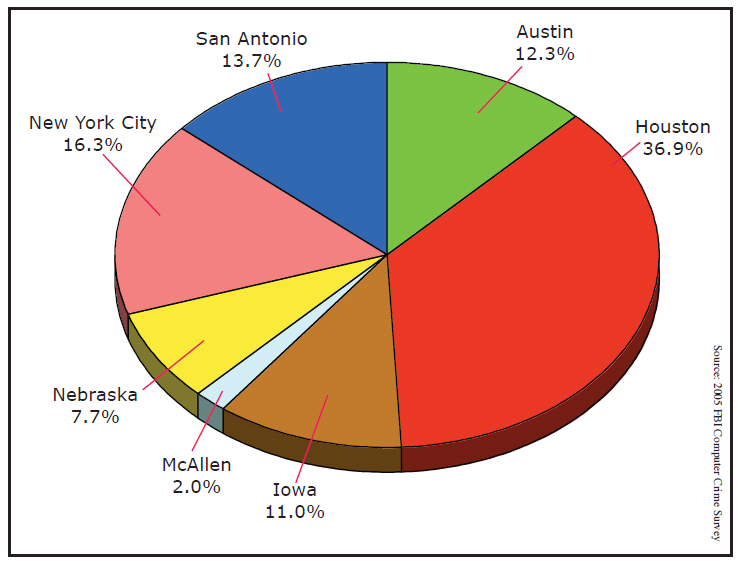 Austin
12.3%
San Antonio
13.7%
Houston
36.9%
New York City
16.3%
Nebraska
7.7%
McAllen
2.0%
Iowa
11.0%
Source: 2005 FBI Computer Crime Survey